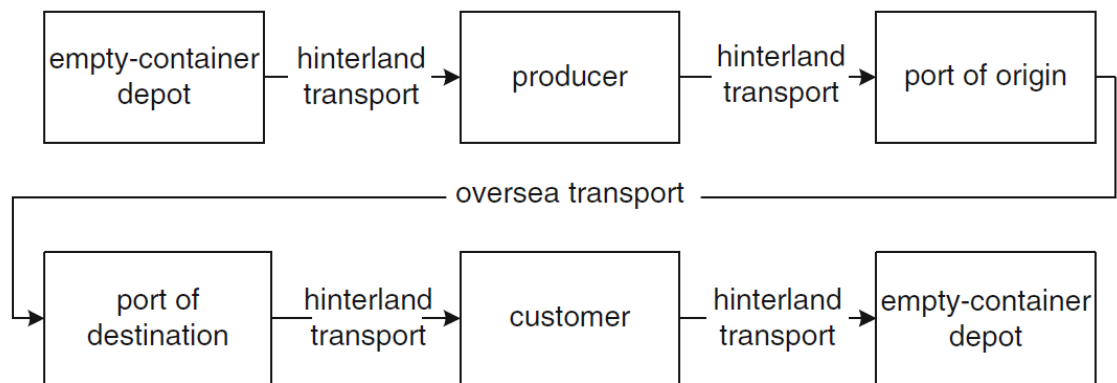 empty-container
depot
hinterland
transport
producer
hinterland
transport
port of origin
oversea transport
port of
destination
hinterland
transport
customer
hinterland
transport
empty-container
depot